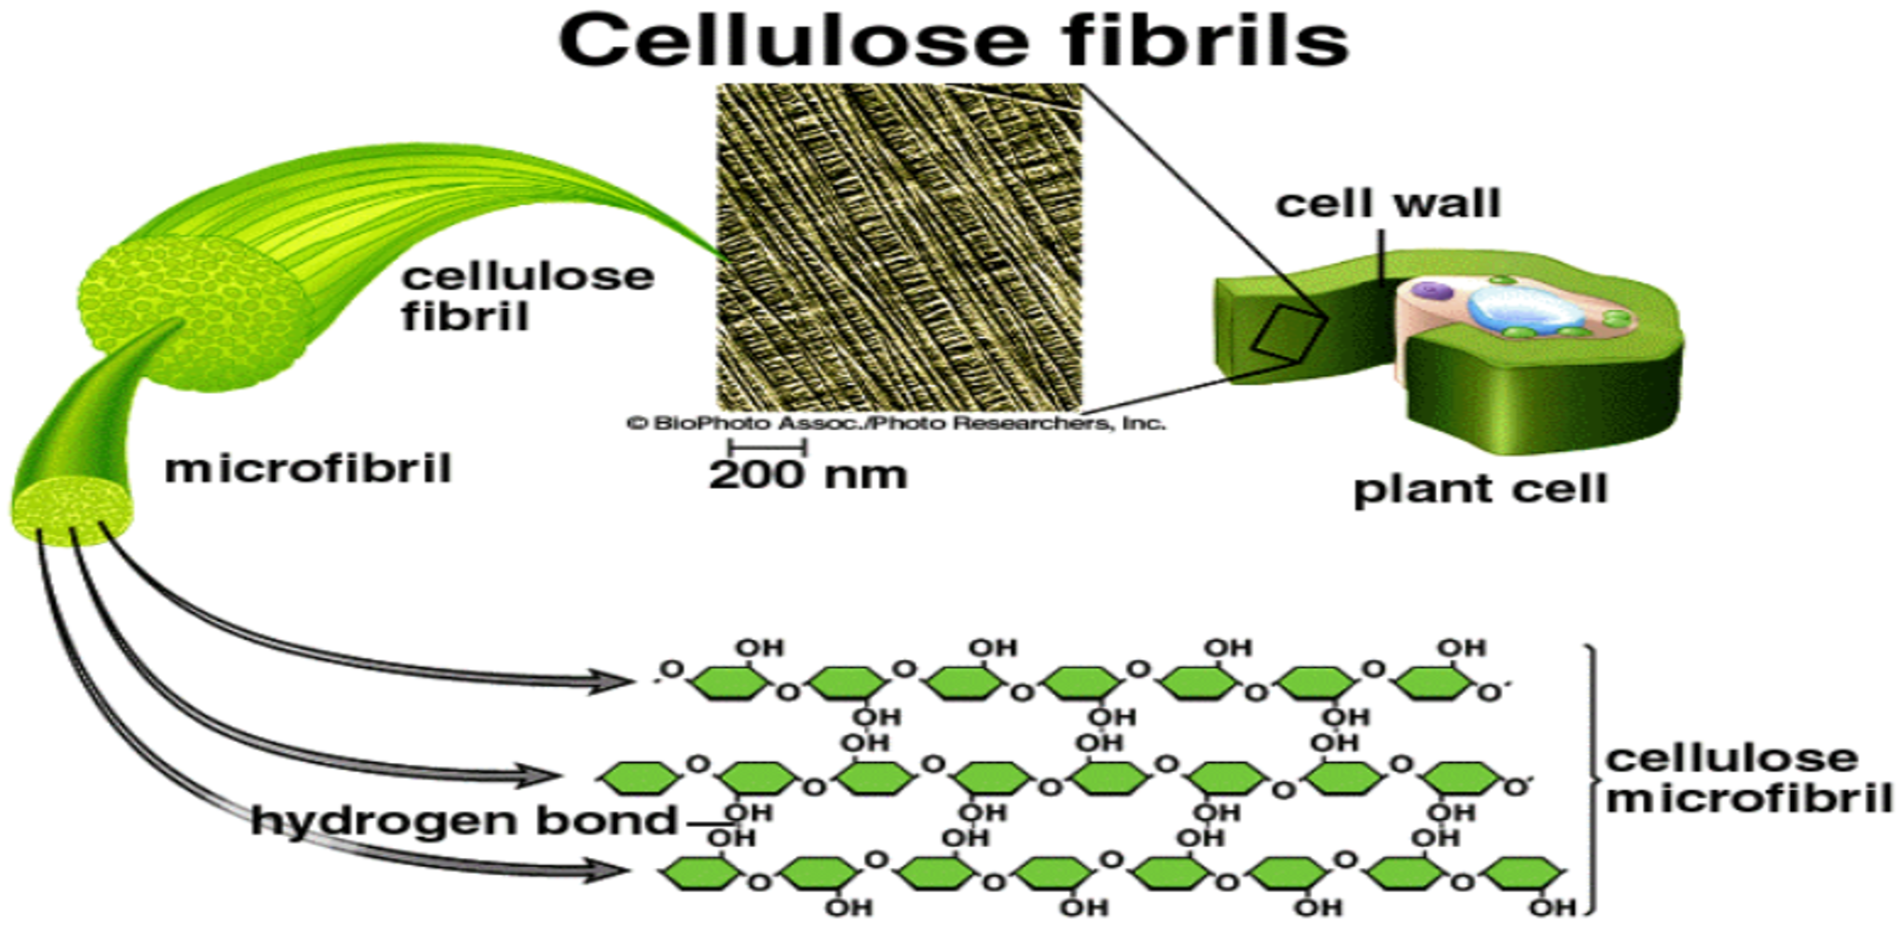 Cellulose fibrils
cell wall
cellulose
fibril
© BioPhoto Assoc./Photo Researchers, Inc.
200 nm
microfibril
plant cell
OH OH OH OH
O O O O
O O O O
OH OH OH
OH OH OH
O O O O
O O O O
OH OH OH OH
hydrogen bond
OH OH OH OH
O O O
O O O O
OH OH OH OH
cellulose
microfibril